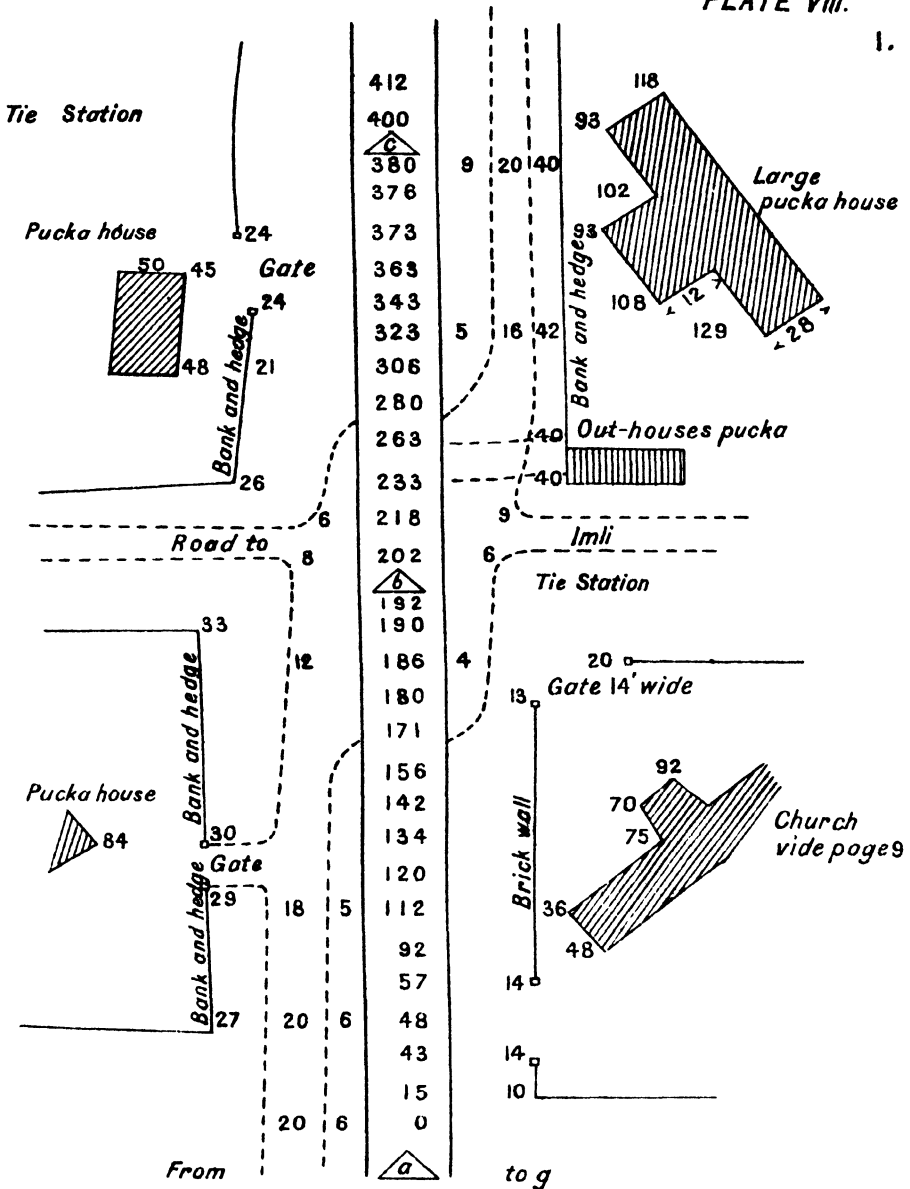 PLATE VIII.
1.
412
118
Tie Station
400
93
c
380 9 20 40
Large
376
102
pucka house
Pucka house
24
373
93
50 45 Gate
363
24
343
108 12
Bank and hedge
323 5 16 42
129 28
48 21
306
Bank and hedge
280
263
40 Out-houses pucka
26
233
40
6
218
9
Road to
Imli
8
202
6
b
Tie Station
192
33
190
12
186
4
20
Bank and hedge
180
13
Gate 14' wide
171
156
92
Pucka house
142
70
84
30
134
75
Church
Gate
Brick wall
vide page 9
120
29
18 5
112
36
Bank and hedge
92
48
57
14
27
20 6
48
43
14
15
10
20 6
0
From
a
to g